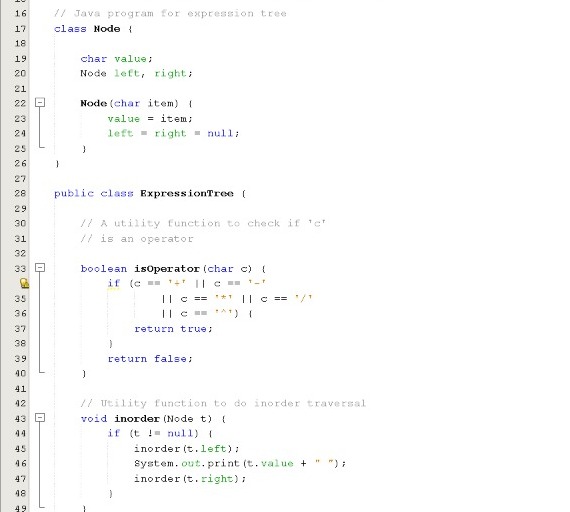 16 // Java program for expression tree
17 class Node {
18
19 char value;
20 Node left, right;
21
22 Node(char item) {
23 value = item;
24 left = right = null;
25 }
26 }
27
28 public class ExpressionTree {
29
30 // A utility function to check if 'c'
31 // is an operator
32
33 boolean isOperator(char c) {
if (c == '+' || c == '-'
35 || c == '*' || c == '/'
36 || c == '^') {
37 return true;
38 }
39 return false;
40 }
41
42 // Utility function to do inorder traversal
43 void inorder(Node t) {
44 if (t != null) {
45 inorder(t.left);
46 System.out.print(t.value + " ");
47 inorder(t.right);
48 }
49 }